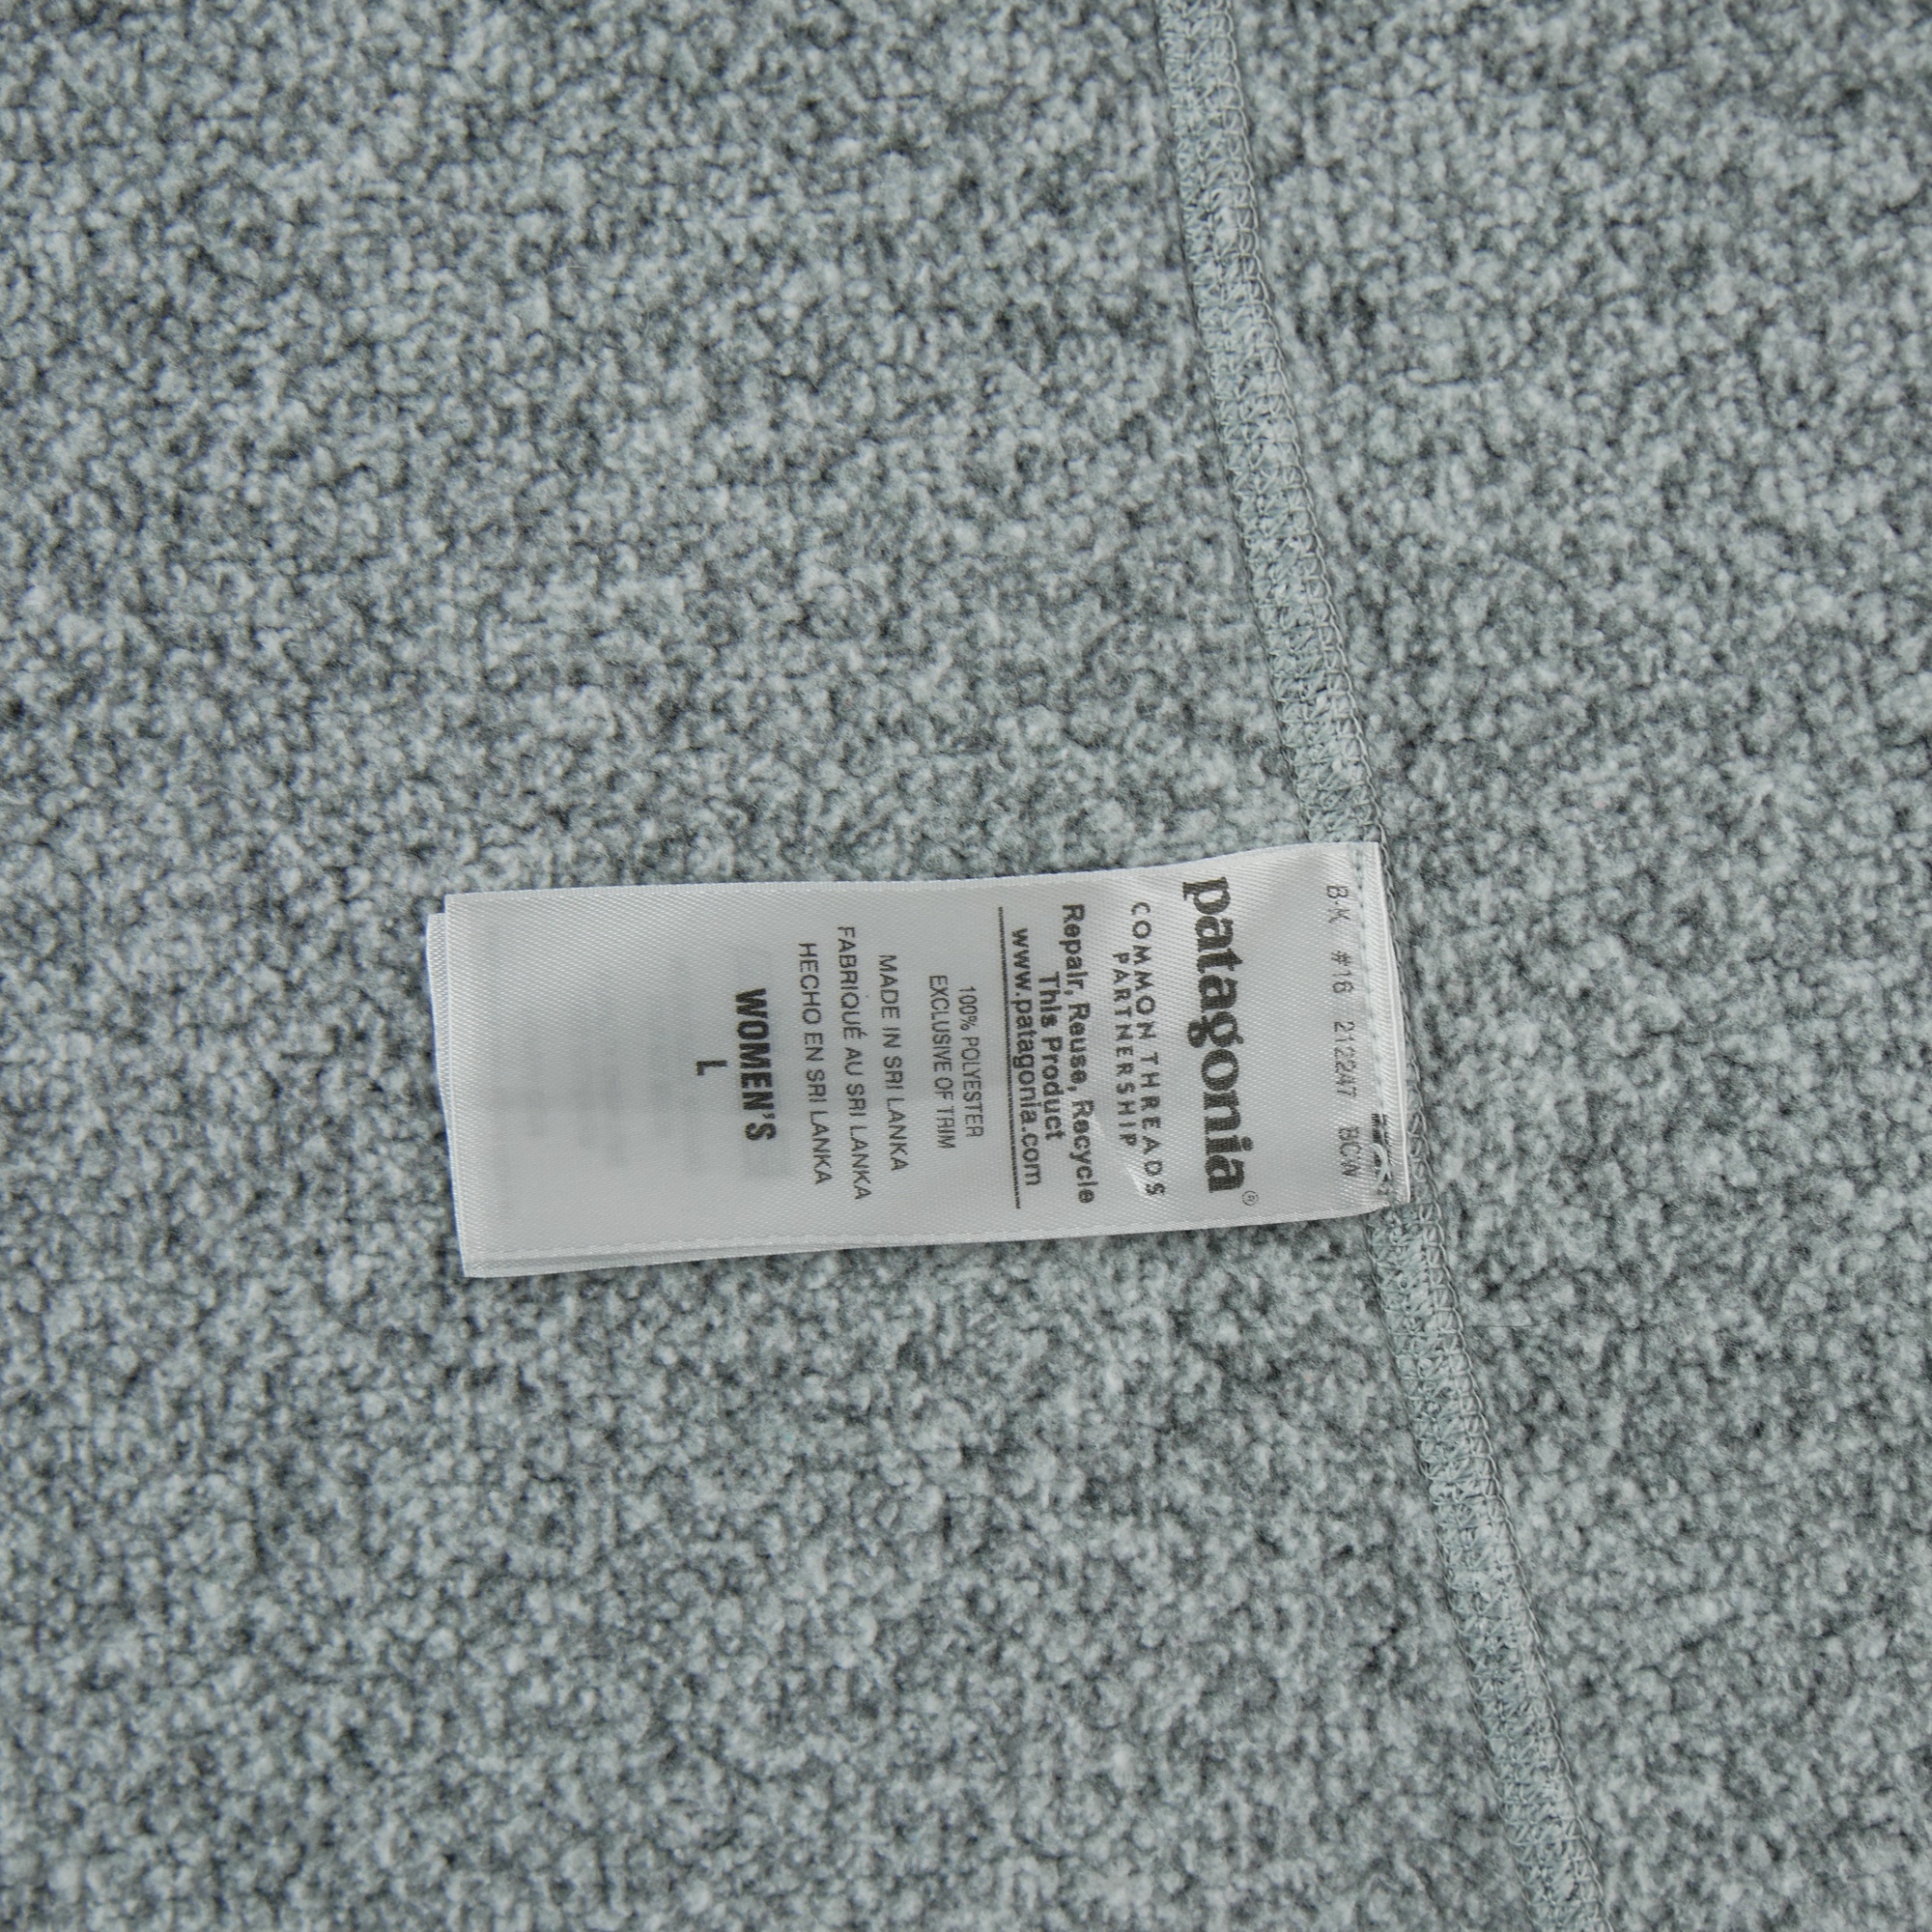 B-K #16 212247 BCW
patagonia®
COMMON THREADS
PARTNERSHIP
Repair, Reuse, Recycle
This Product
www.patagonia.com
100% POLYESTER
EXCLUSIVE OF TRIM
MADE IN SRI LANKA
FABRIQUÉ AU SRI LANKA
HECHO EN SRI LANKA
WOMEN'S
L